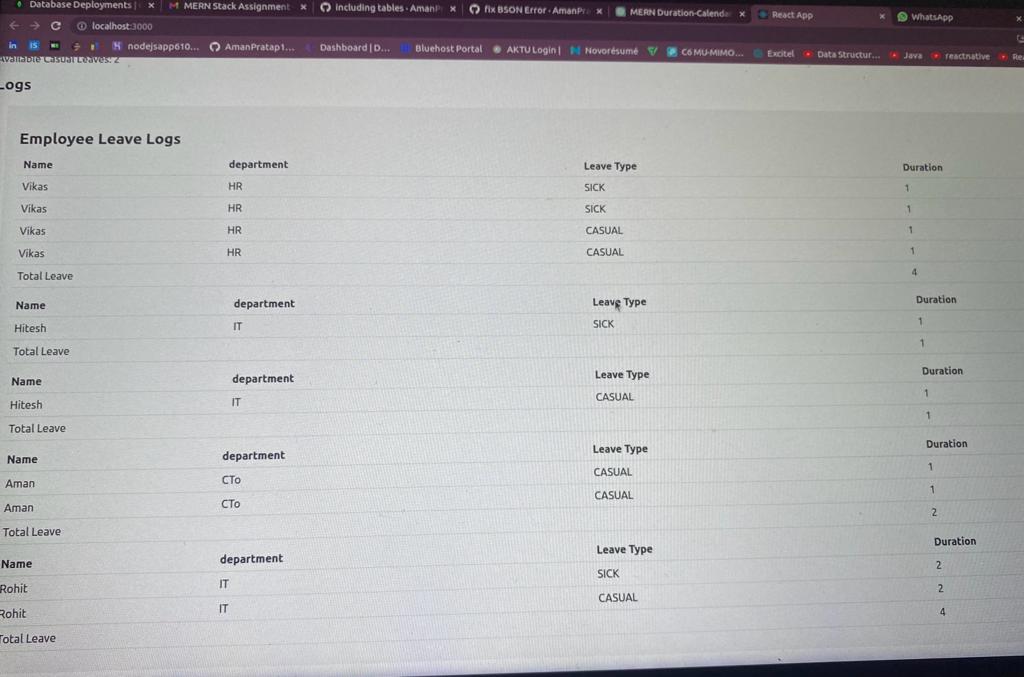 Database Deployments | MERN Stack Assignment including tables · AmanPr fix BSON Error · AmanPra MERN Duration-Calenda React App WhatsApp
localhost:3000
in IS H nodejsapp610... AmanPratap1... Dashboard | D... Bluehost Portal AKTU Login | Novorésumé C6 MU-MIMO... Excitel Data Structur... Java reactnative Rea
Available Casual Leaves: 2
Logs
Employee Leave Logs
Name department Leave Type Duration
Vikas HR SICK 1
Vikas HR SICK 1
Vikas HR CASUAL 1
Vikas HR CASUAL 1
Total Leave 4
Name department Leave Type Duration
Hitesh IT SICK 1
Total Leave 1
Name department Leave Type Duration
Hitesh IT CASUAL 1
Total Leave 1
Name department Leave Type Duration
Aman CTo CASUAL 1
Aman CTo CASUAL 1
Total Leave 2
Name department Leave Type Duration
Rohit IT SICK 2
Rohit IT CASUAL 2
Total Leave 4